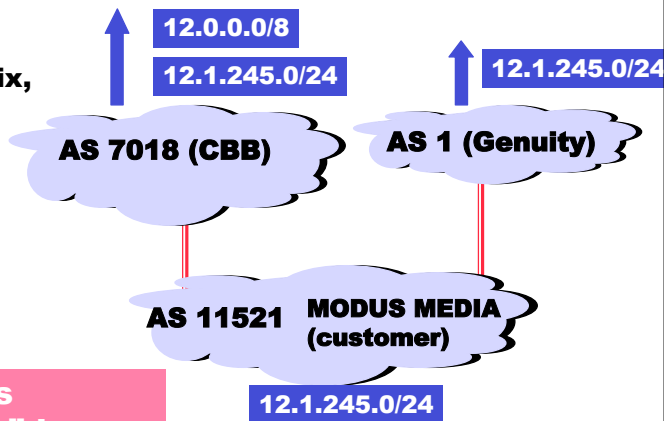 12.0.0.0/8
12.1.245.0/24
12.1.245.0/24
ix,
AS 7018 (CBB)
AS 1 (Genuity)
AS 11521
MODUS MEDIA
(customer)
12.1.245.0/24
s